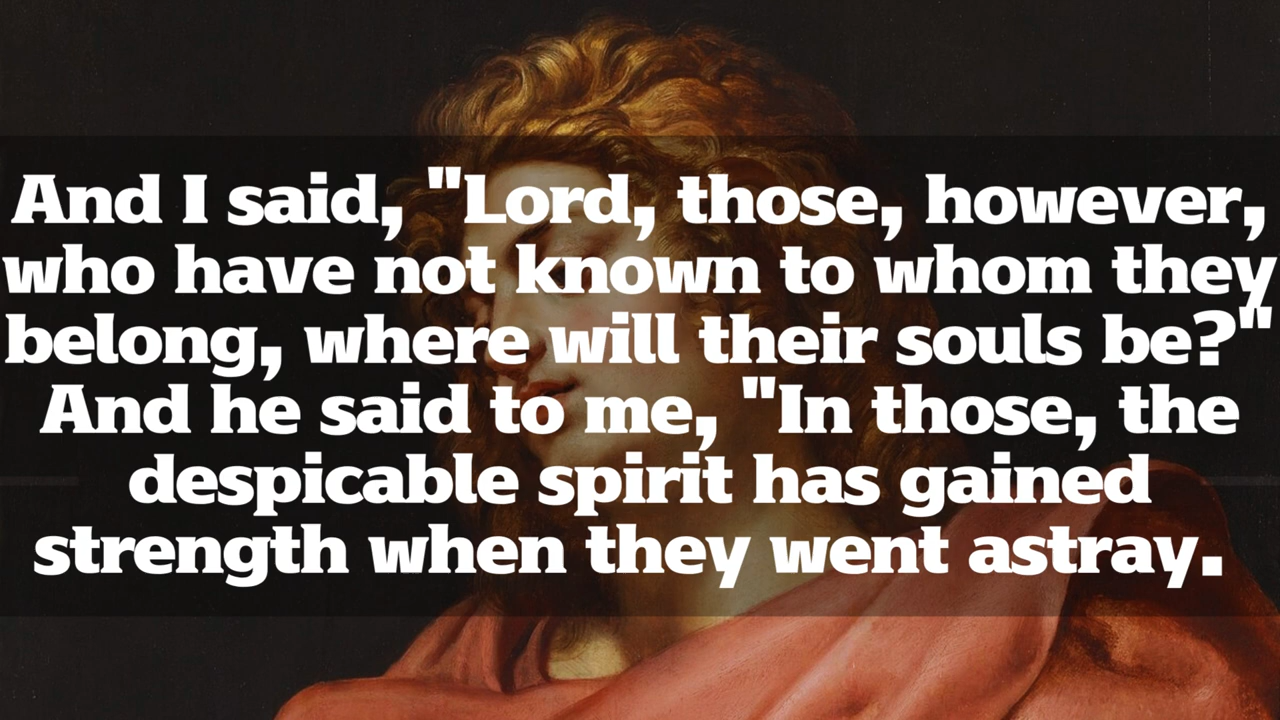 And I said, "Lord, those, however,
who have not known to whom they
belong, where will their souls be?"
And he said to me, "In those, the
despicable spirit has gained
strength when they went astray.